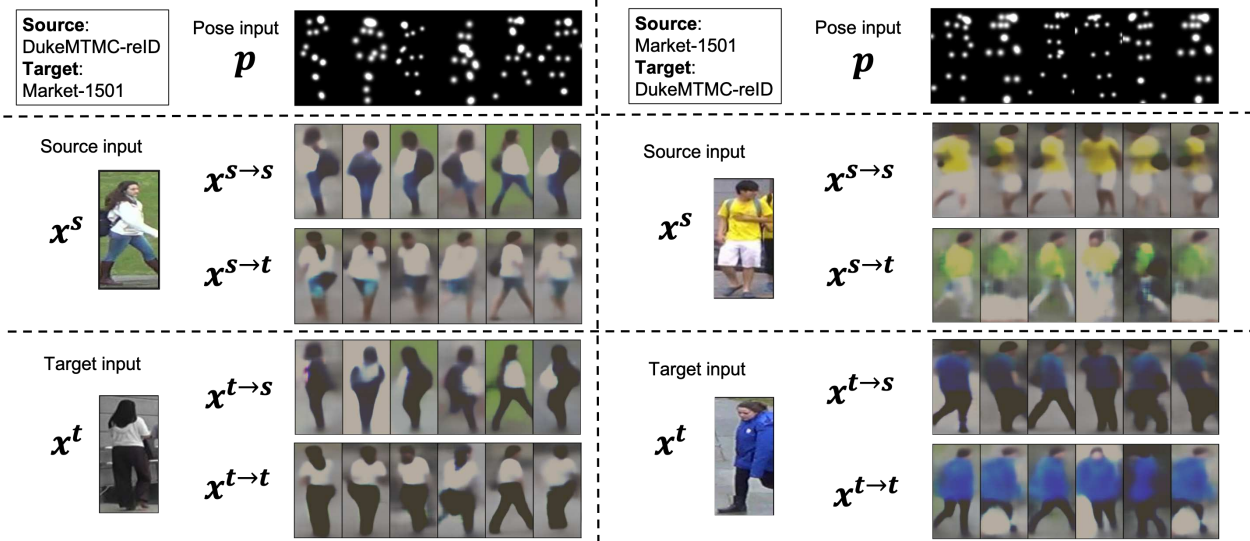 Source:
DukeMTMC-reID
Target:
Market-1501
Pose input
p
Source input
x^s
x^{s→s}
x^{s→t}
Target input
x^t
x^{t→s}
x^{t→t}
Source:
Market-1501
Target:
DukeMTMC-reID
Pose input
p
Source input
x^s
x^{s→s}
x^{s→t}
Target input
x^t
x^{t→s}
x^{t→t}